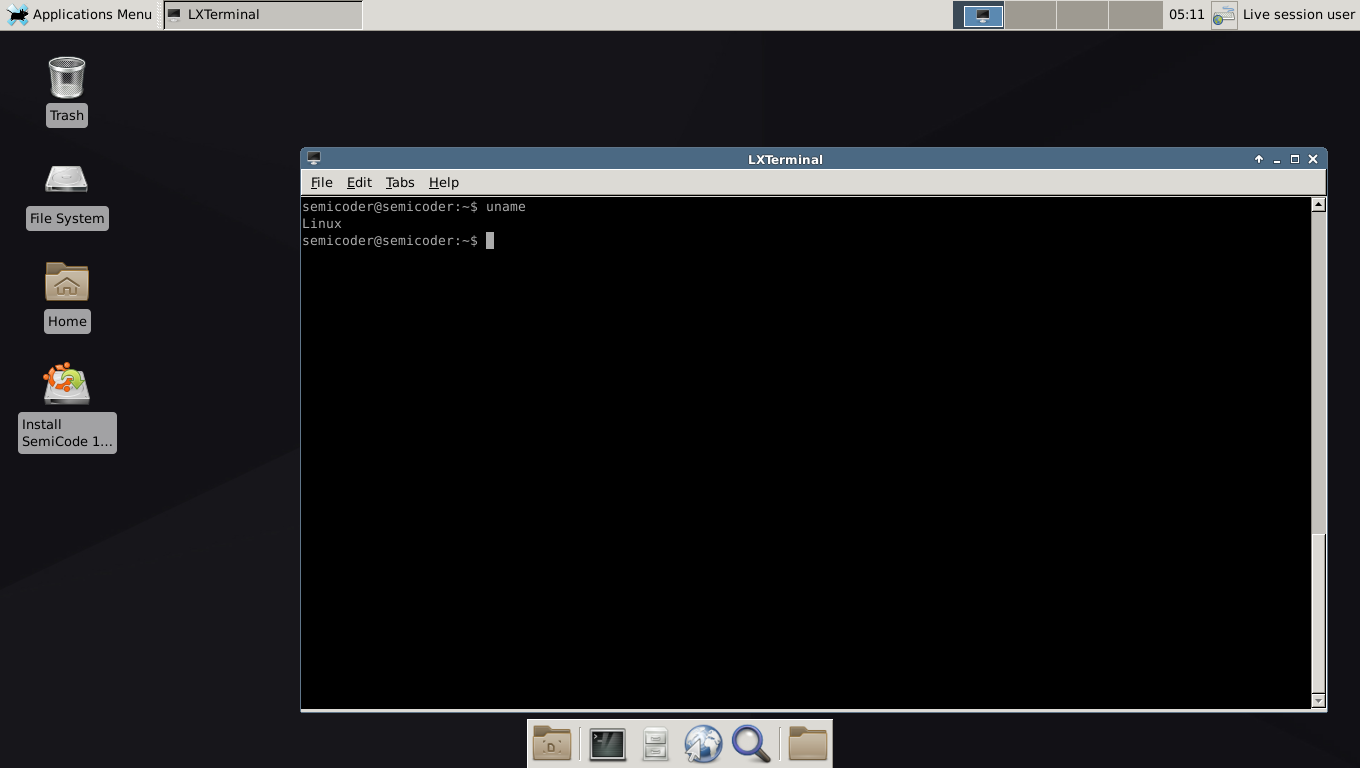 Applications Menu
LXTerminal
05:11
Live session user
Trash
File System
Home
Install
SemiCode 1...
LXTerminal
File Edit Tabs Help
semicoder@semicoder:~$ uname
Linux
semicoder@semicoder:~$
D